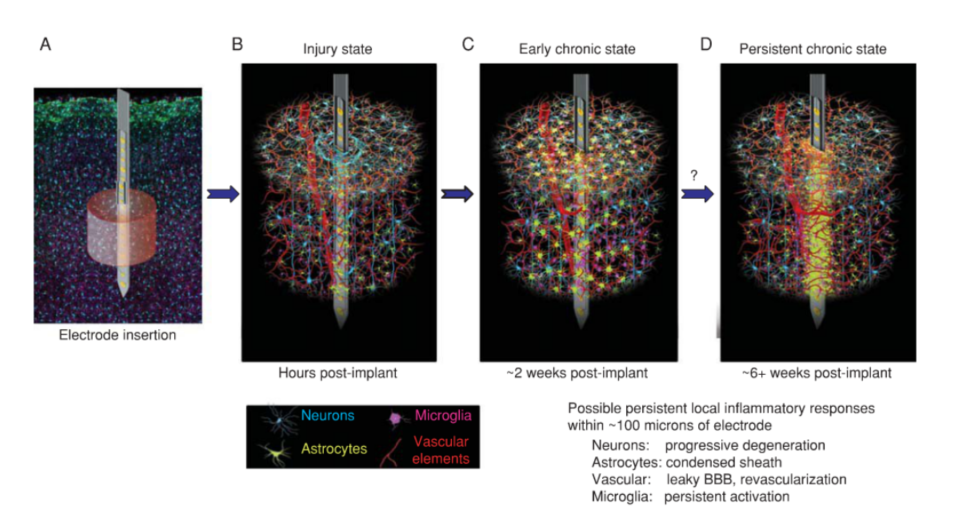 A
B
Injury state
C
Early chronic state
D
Persistent chronic state
?
Electrode insertion
Hours post-implant
~2 weeks post-implant
~6+ weeks post-implant
Neurons
Microglia
Astrocytes
Vascular
elements
Possible persistent local inflammatory responses
within ~100 microns of electrode
Neurons: progressive degeneration
Astrocytes: condensed sheath
Vascular: leaky BBB, revascularization
Microglia: persistent activation